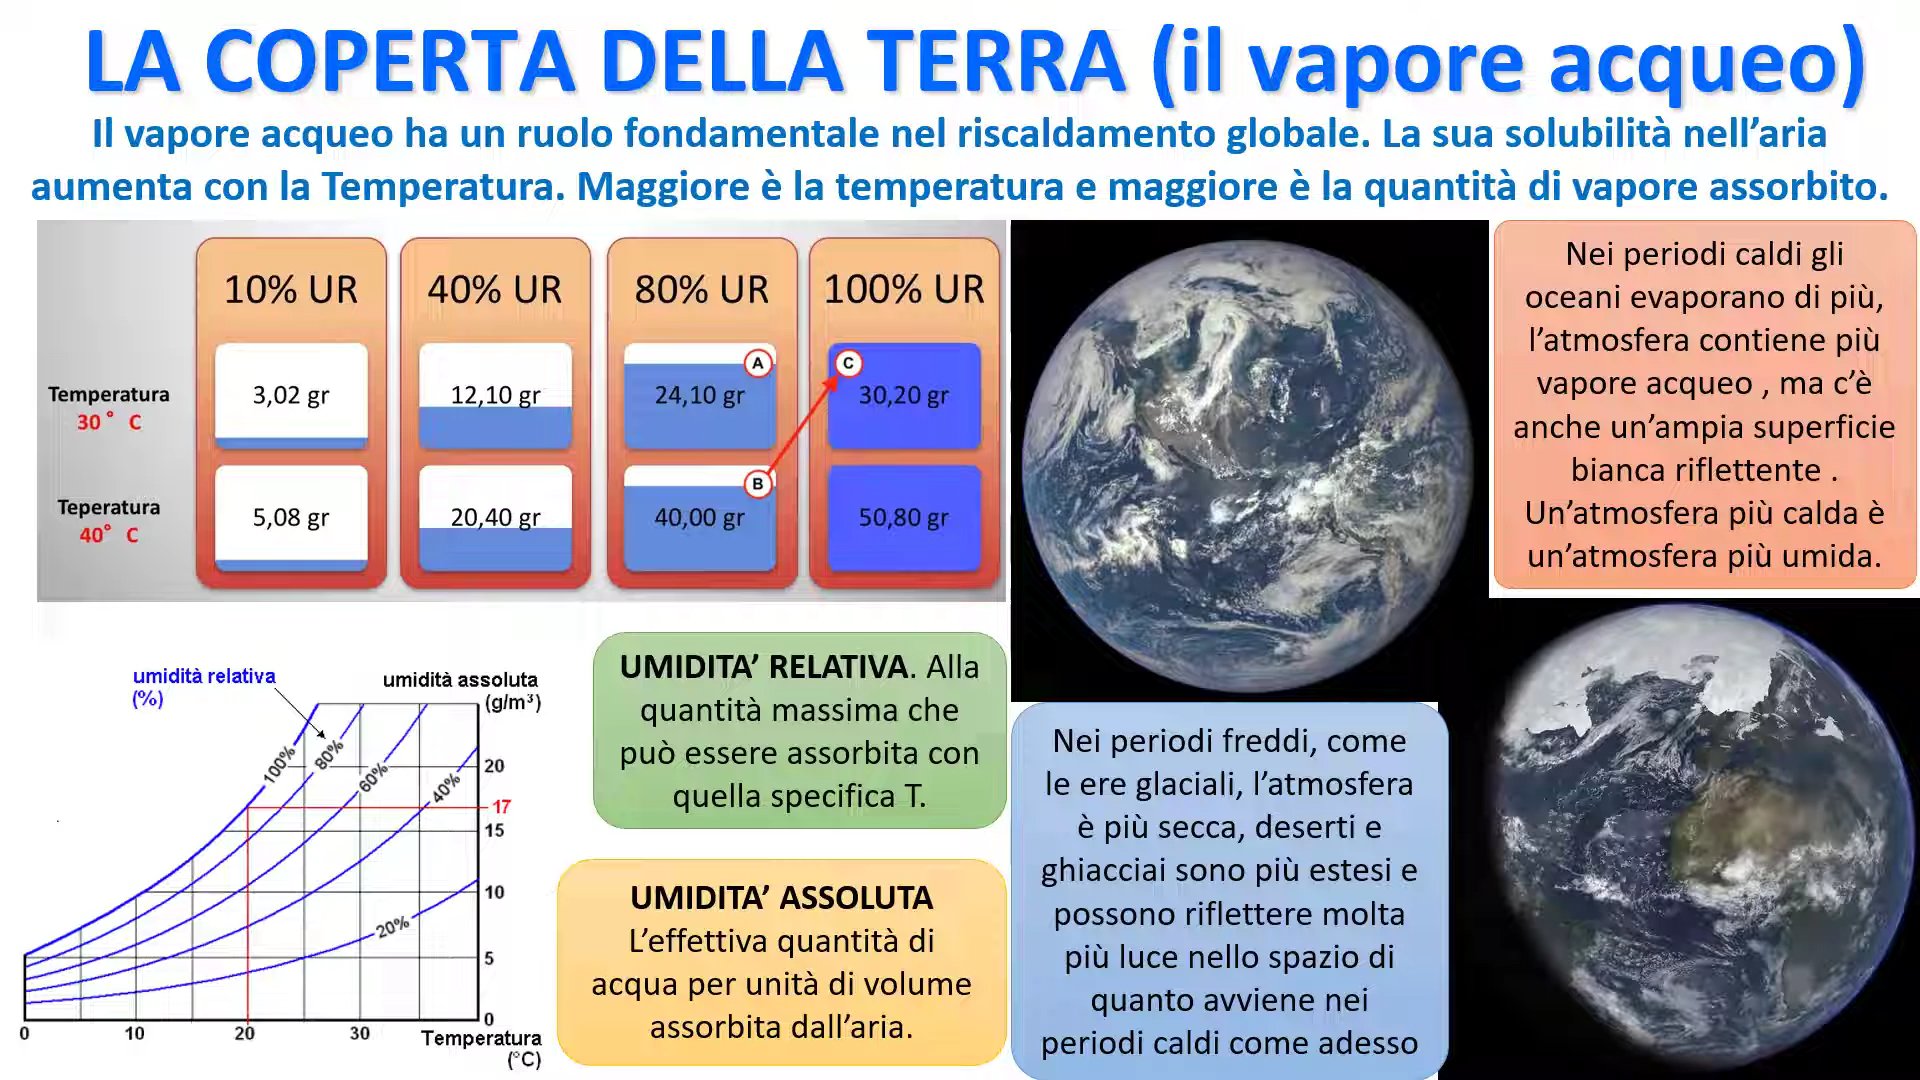 LA COPERTA DELLA TERRA (il vapore acqueo)
Il vapore acqueo ha un ruolo fondamentale nel riscaldamento globale. La sua solubilità nell’aria
aumenta con la Temperatura. Maggiore è la temperatura e maggiore è la quantità di vapore assorbito.
10% UR
40% UR
80% UR
100% UR
Temperatura
30° C
3,02 gr
12,10 gr
24,10 gr
A
C
30,20 gr
Teperatura
40° C
5,08 gr
20,40 gr
40,00 gr
B
50,80 gr
Nei periodi caldi gli
oceani evaporano di più,
l’atmosfera contiene più
vapore acqueo , ma c’è
anche un’ampia superficie
bianca riflettente .
Un’atmosfera più calda è
un’atmosfera più umida.
umidità relativa
(%)
umidità assoluta
(g/m³)
100%
80%
60%
40%
20%
20
17
15
10
5
0
0
10
20
30
Temperatura
(°C)
UMIDITA’ RELATIVA. Alla
quantità massima che
può essere assorbita con
quella specifica T.
UMIDITA’ ASSOLUTA
L’effettiva quantità di
acqua per unità di volume
assorbita dall’aria.
Nei periodi freddi, come
le ere glaciali, l’atmosfera
è più secca, deserti e
ghiacciai sono più estesi e
possono riflettere molta
più luce nello spazio di
quanto avviene nei
periodi caldi come adesso